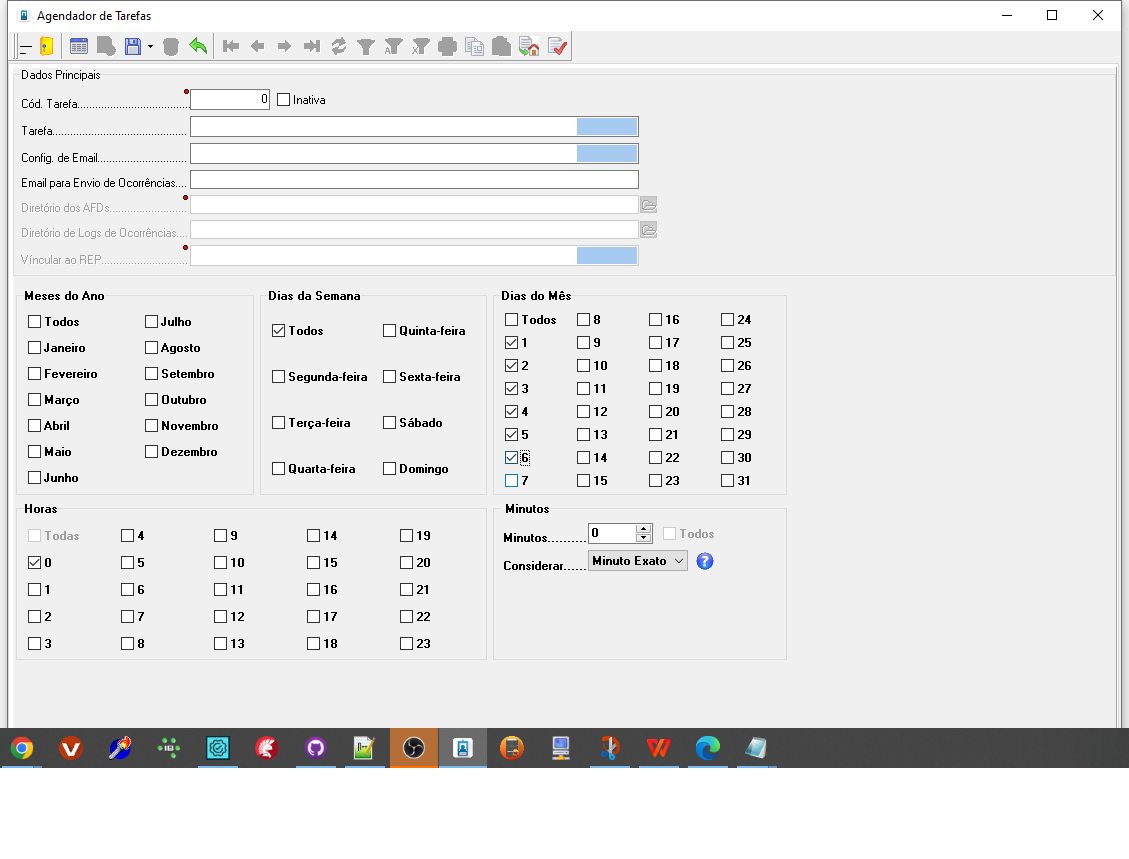 Agendador de Tarefas
Dados Principais
Cód. Tarefa..................................... 0 Inativa
Tarefa.............................................
Config. de Email..............................
Email para Envio de Ocorrências....
Diretório dos AFDs..........................
Diretório de Logs de Ocorrências....
Víncular ao REP.............................
Meses do Ano
Todos Julho
Janeiro Agosto
Fevereiro Setembro
Março Outubro
Abril Novembro
Maio Dezembro
Junho
Dias da Semana
Todos Quinta-feira
Segunda-feira Sexta-feira
Terça-feira Sábado
Quarta-feira Domingo
Dias do Mês
Todos 8 16 24
1 9 17 25
2 10 18 26
3 11 19 27
4 12 20 28
5 13 21 29
6 14 22 30
7 15 23 31
Horas
Todas 4 9 14 19
0 5 10 15 20
1 6 11 16 21
2 7 12 17 22
3 8 13 18 23
Minutos
Minutos.......... 0 Todos
Considerar...... Minuto Exato ?